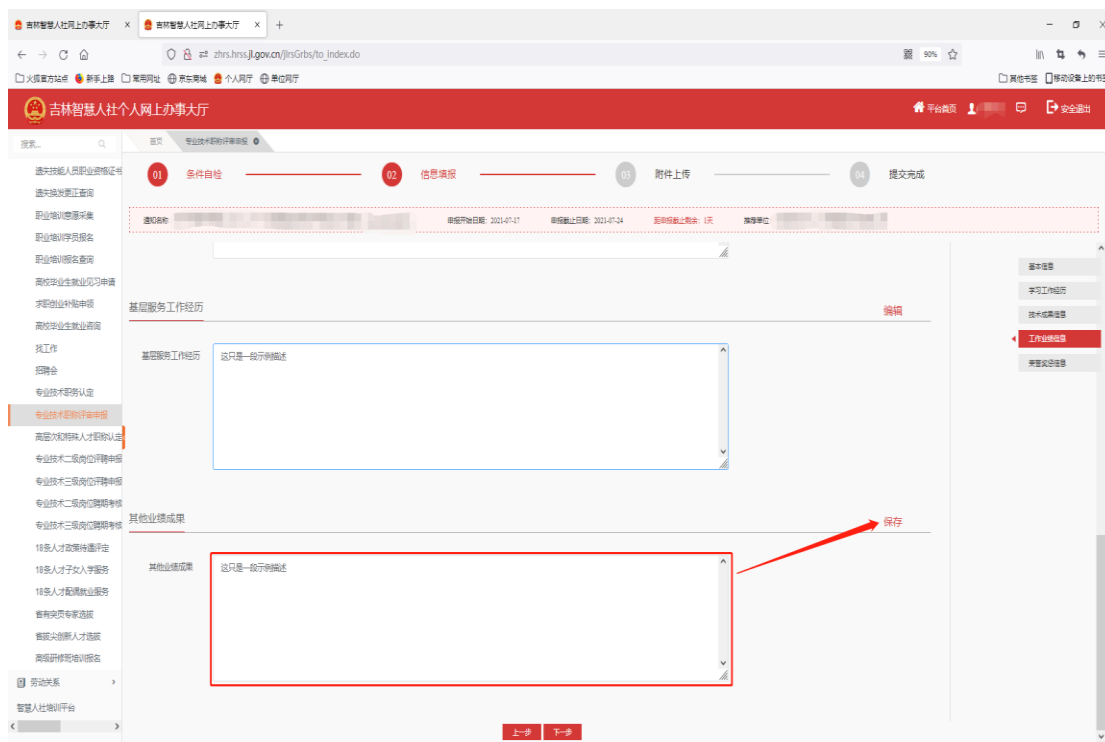 吉林智慧人社网上办事大厅 × 吉林智慧人社网上办事大厅 × +
zhrs.hrss.jl.gov.cn/jlrsGrbs/to_index.do 90%
火狐官方站点 新手上路 常用网址 京东商城 个人网厅 单位网厅 其他书签 移动设备上的书签
吉林智慧人社个人网上办事大厅 平台首页 安全退出
搜索... 首页 专业技术职称评审申报
01 条件自检 02 信息填报 03 附件上传 04 提交完成
通知名称 申报开始日期: 2021-07-17 申报截止日期: 2021-07-24 距申报截止剩余: 1天 推荐单位
遗失技能人员职业资格证书
遗失换发更正查询
职业培训意愿采集
职业培训学员报名
职业培训报名查询
高校毕业生就业见习申请
求职创业补贴申领
高校毕业生就业咨询
找工作
招聘会
专业技术职务认定
专业技术职称评审申报
高层次和特殊人才职称认定
专业技术二级岗位评聘申报
专业技术三级岗位评聘申报
专业技术二级岗位聘期考核
专业技术三级岗位聘期考核
18条人才政策待遇评定
18条人才子女入学服务
18条人才配偶就业服务
省有突贡专家选拔
省拔尖创新人才选拔
高级研修班培训报名
劳动关系
智慧人社培训平台
基层服务工作经历 编辑
基层服务工作经历 这只是一段示例描述
其他业绩成果 保存
其他业绩成果 这只是一段示例描述
上一步 下一步
基本信息
学习工作经历
技术成果信息
工作业绩信息
荣誉奖惩信息